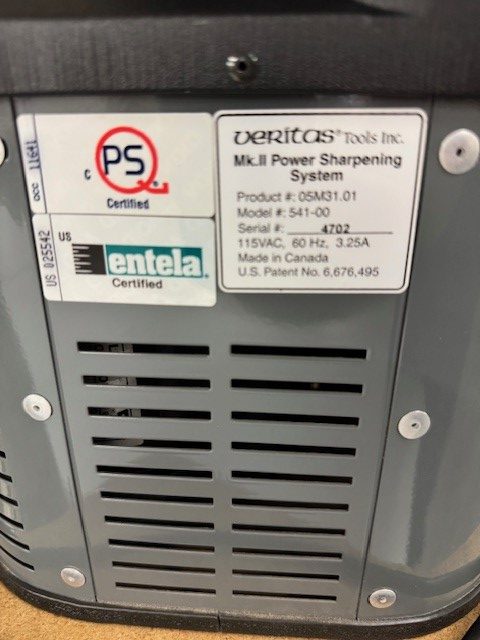 occ 11641
C PS
Certified
US 025542
US entela
Certified
veritas® Tools Inc.
Mk.II Power Sharpening
System
Product #: 05M31.01
Model #: 541-00
Serial #: 4702
115VAC, 60 Hz, 3.25A
Made in Canada
U.S. Patent No. 6,676,495